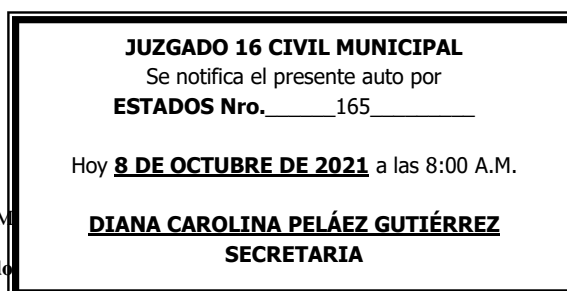 JUZGADO 16 CIVIL MUNICIPAL
Se notifica el presente auto por
ESTADOS Nro.______165_________
Hoy 8 DE OCTUBRE DE 2021 a las 8:00 A.M.
DIANA CAROLINA PELÁEZ GUTIÉRREZ
SECRETARIA